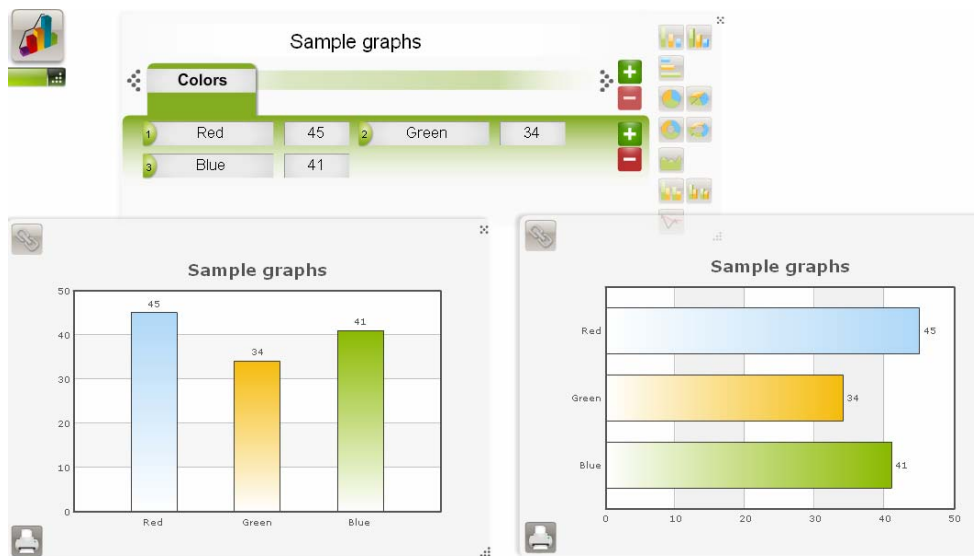 Sample graphs
Colors
1 Red 45 2 Green 34
3 Blue 41
Sample graphs
50
45
41
40
34
30
20
10
0
Red Green Blue
Sample graphs
Red 45
Green 34
Blue 41
0 10 20 30 40 50